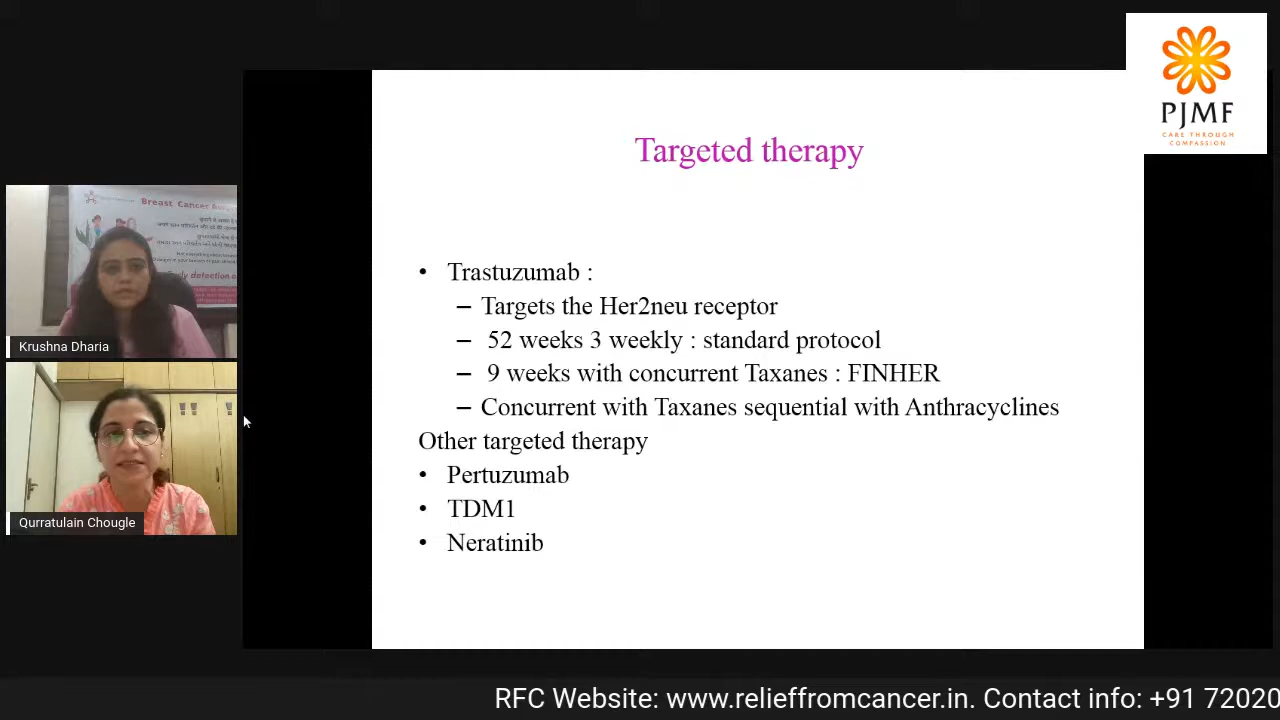 PJMF
CARE THROUGH
COMPASSION
Targeted therapy
• Trastuzumab :
– Targets the Her2neu receptor
– 52 weeks 3 weekly : standard protocol
– 9 weeks with concurrent Taxanes : FINHER
– Concurrent with Taxanes sequential with Anthracyclines
Other targeted therapy
• Pertuzumab
• TDM1
• Neratinib
Breast Cancer
detection
Krushna Dharia
Qurratulain Chougle
RFC Website: www.relieffromcancer.in. Contact info: +91 72020